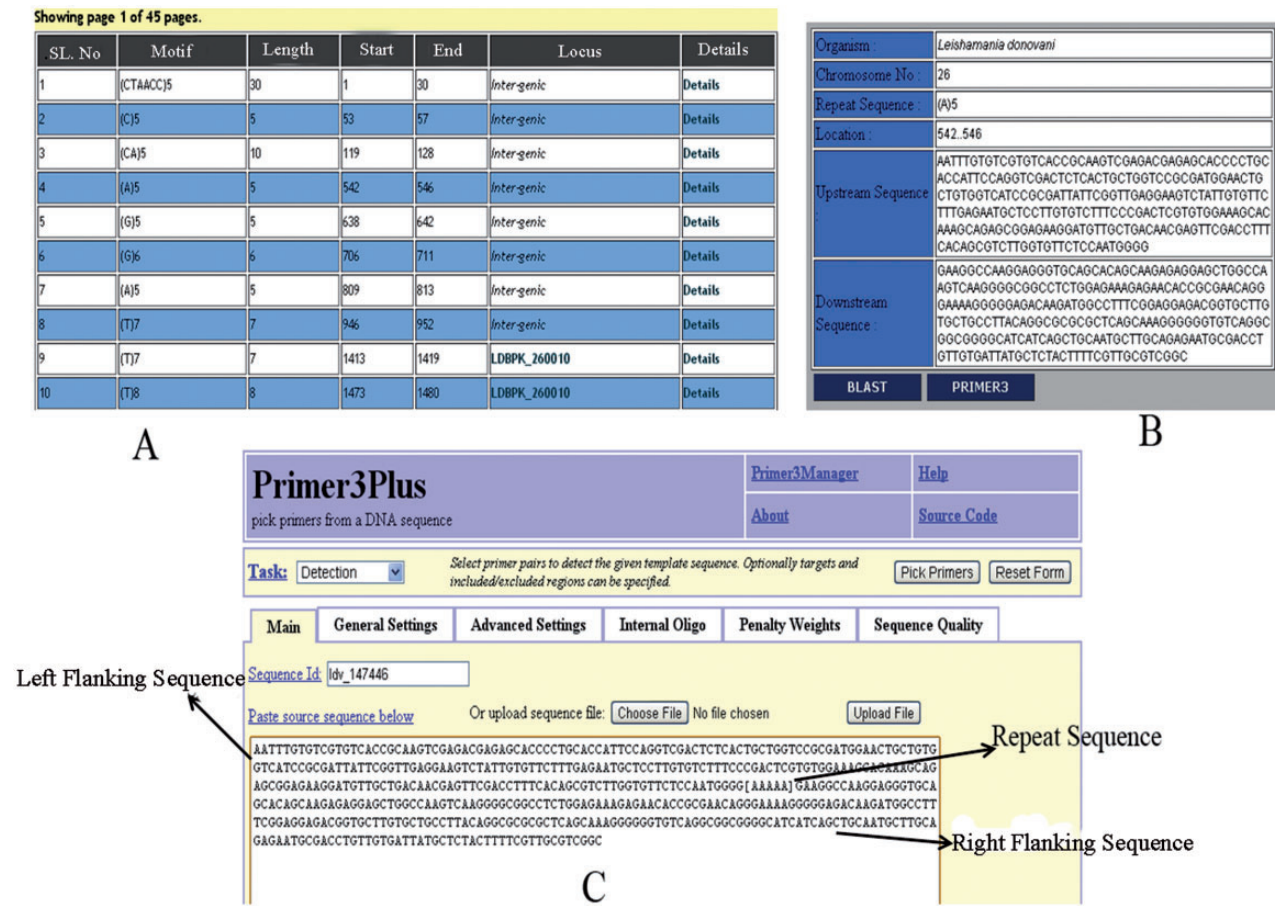 Showing page 1 of 45 pages.
.SL. No Motif Length Start End Locus Details
1 (CTAACC)5 30 1 30 Inter-genic Details
2 (C)5 5 53 57 Inter-genic Details
3 (CA)5 10 119 128 Inter-genic Details
4 (A)5 5 542 546 Inter-genic Details
5 (G)5 5 638 642 Inter-genic Details
6 (G)6 6 706 711 Inter-genic Details
7 (A)5 5 809 813 Inter-genic Details
8 (T)7 7 946 952 Inter-genic Details
9 (T)7 7 1413 1419 LDBPK_260010 Details
10 (T)8 8 1473 1480 LDBPK_260010 Details
A
Organism : Leishamania donovani
Chromosome No : 26
Repeat Sequence : (A)5
Location : 542..546
Upstream Sequence :
AATTTGTGTCGTGTCACCGCAAGTCGAGACGAGAGCACCCCTGC
ACCATTCCAGGTCGACTCTCACTGCTGGTCCGCGATGGAACTG
CTGTGGTCATCCGCGATTATTCGGTTGAGGAAGTCTATTGTGTTC
TTTGAGAATGCTCCTTGTGTCTTTCCCGACTCGTGTGGAAAGCAC
AAAGCAGAGCGGAGAAGGATGTTGCTGACAACGAGTTCGACCTTT
CACAGCGTCTTGGTGTTCTCCAATGGGG
Downstream Sequence :
GAAGGCCAAGGAGGGTGCAGCACAGCAAGAGAGGAGCTGGCCA
AGTCAAGGGGCGGCCTCTGGAGAAAGAGAACACCGCGAACAGG
GAAAAGGGGGAGACAAGATGGCCTTTCGGAGGAGACGGTGCTTG
TGCTGCCTTACAGGCGCGCGCTCAGCAAAGGGGGGTGTCAGGC
GGCGGGGCATCATCAGCTGCAATGCTTGCAGAGAATGCGACCT
GTTGTGATTATGCTCTACTTTTCGTTGCGTCGGC
BLAST PRIMER3
B
Primer3Plus
pick primers from a DNA sequence
Primer3Manager Help
About Source Code
Task: Detection
Select primer pairs to detect the given template sequence. Optionally targets and
included/excluded regions can be specified.
Pick Primers Reset Form
Main General Settings Advanced Settings Internal Oligo Penalty Weights Sequence Quality
Left Flanking Sequence
Sequence Id: ldv_147446
Paste source sequence below Or upload sequence file: Choose File No file chosen Upload File
AATTTGTGTCGTGTCACCGCAAGTCGAGACGAGAGCACCCCTGCACCATTCCAGGTCGACTCTCACTGCTGGTCCGCGATGGAACTGCTGTG
GTCATCCGCGATTATTCGGTTGAGGAAGTCTATTGTGTTCTTTGAGAATGCTCCTTGTGTCTTTCCCGACTCGTGTGGAAAGCACAAAGCAG
AGCGGAGAAGGATGTTGCTGACAACGAGTTCGACCTTTCACAGCGTCTTGGTGTTCTCCAATGGGG[AAAAA]GAAGGCCAAGGAGGGTGCA
GCACAGCAAGAGAGGAGCTGGCCAAGTCAAGGGGCGGCCTCTGGAGAAAGAGAACACCGCGAACAGGGAAAAGGGGGAGACAAGATGGCCTT
TCGGAGGAGACGGTGCTTGTGCTGCCTTACAGGCGCGCGCTCAGCAAAGGGGGGTGTCAGGCGGCGGGGCATCATCAGCTGCAATGCTTGCA
GAGAATGCGACCTGTTGTGATTATGCTCTACTTTTCGTTGCGTCGGC
Repeat Sequence
Right Flanking Sequence
C